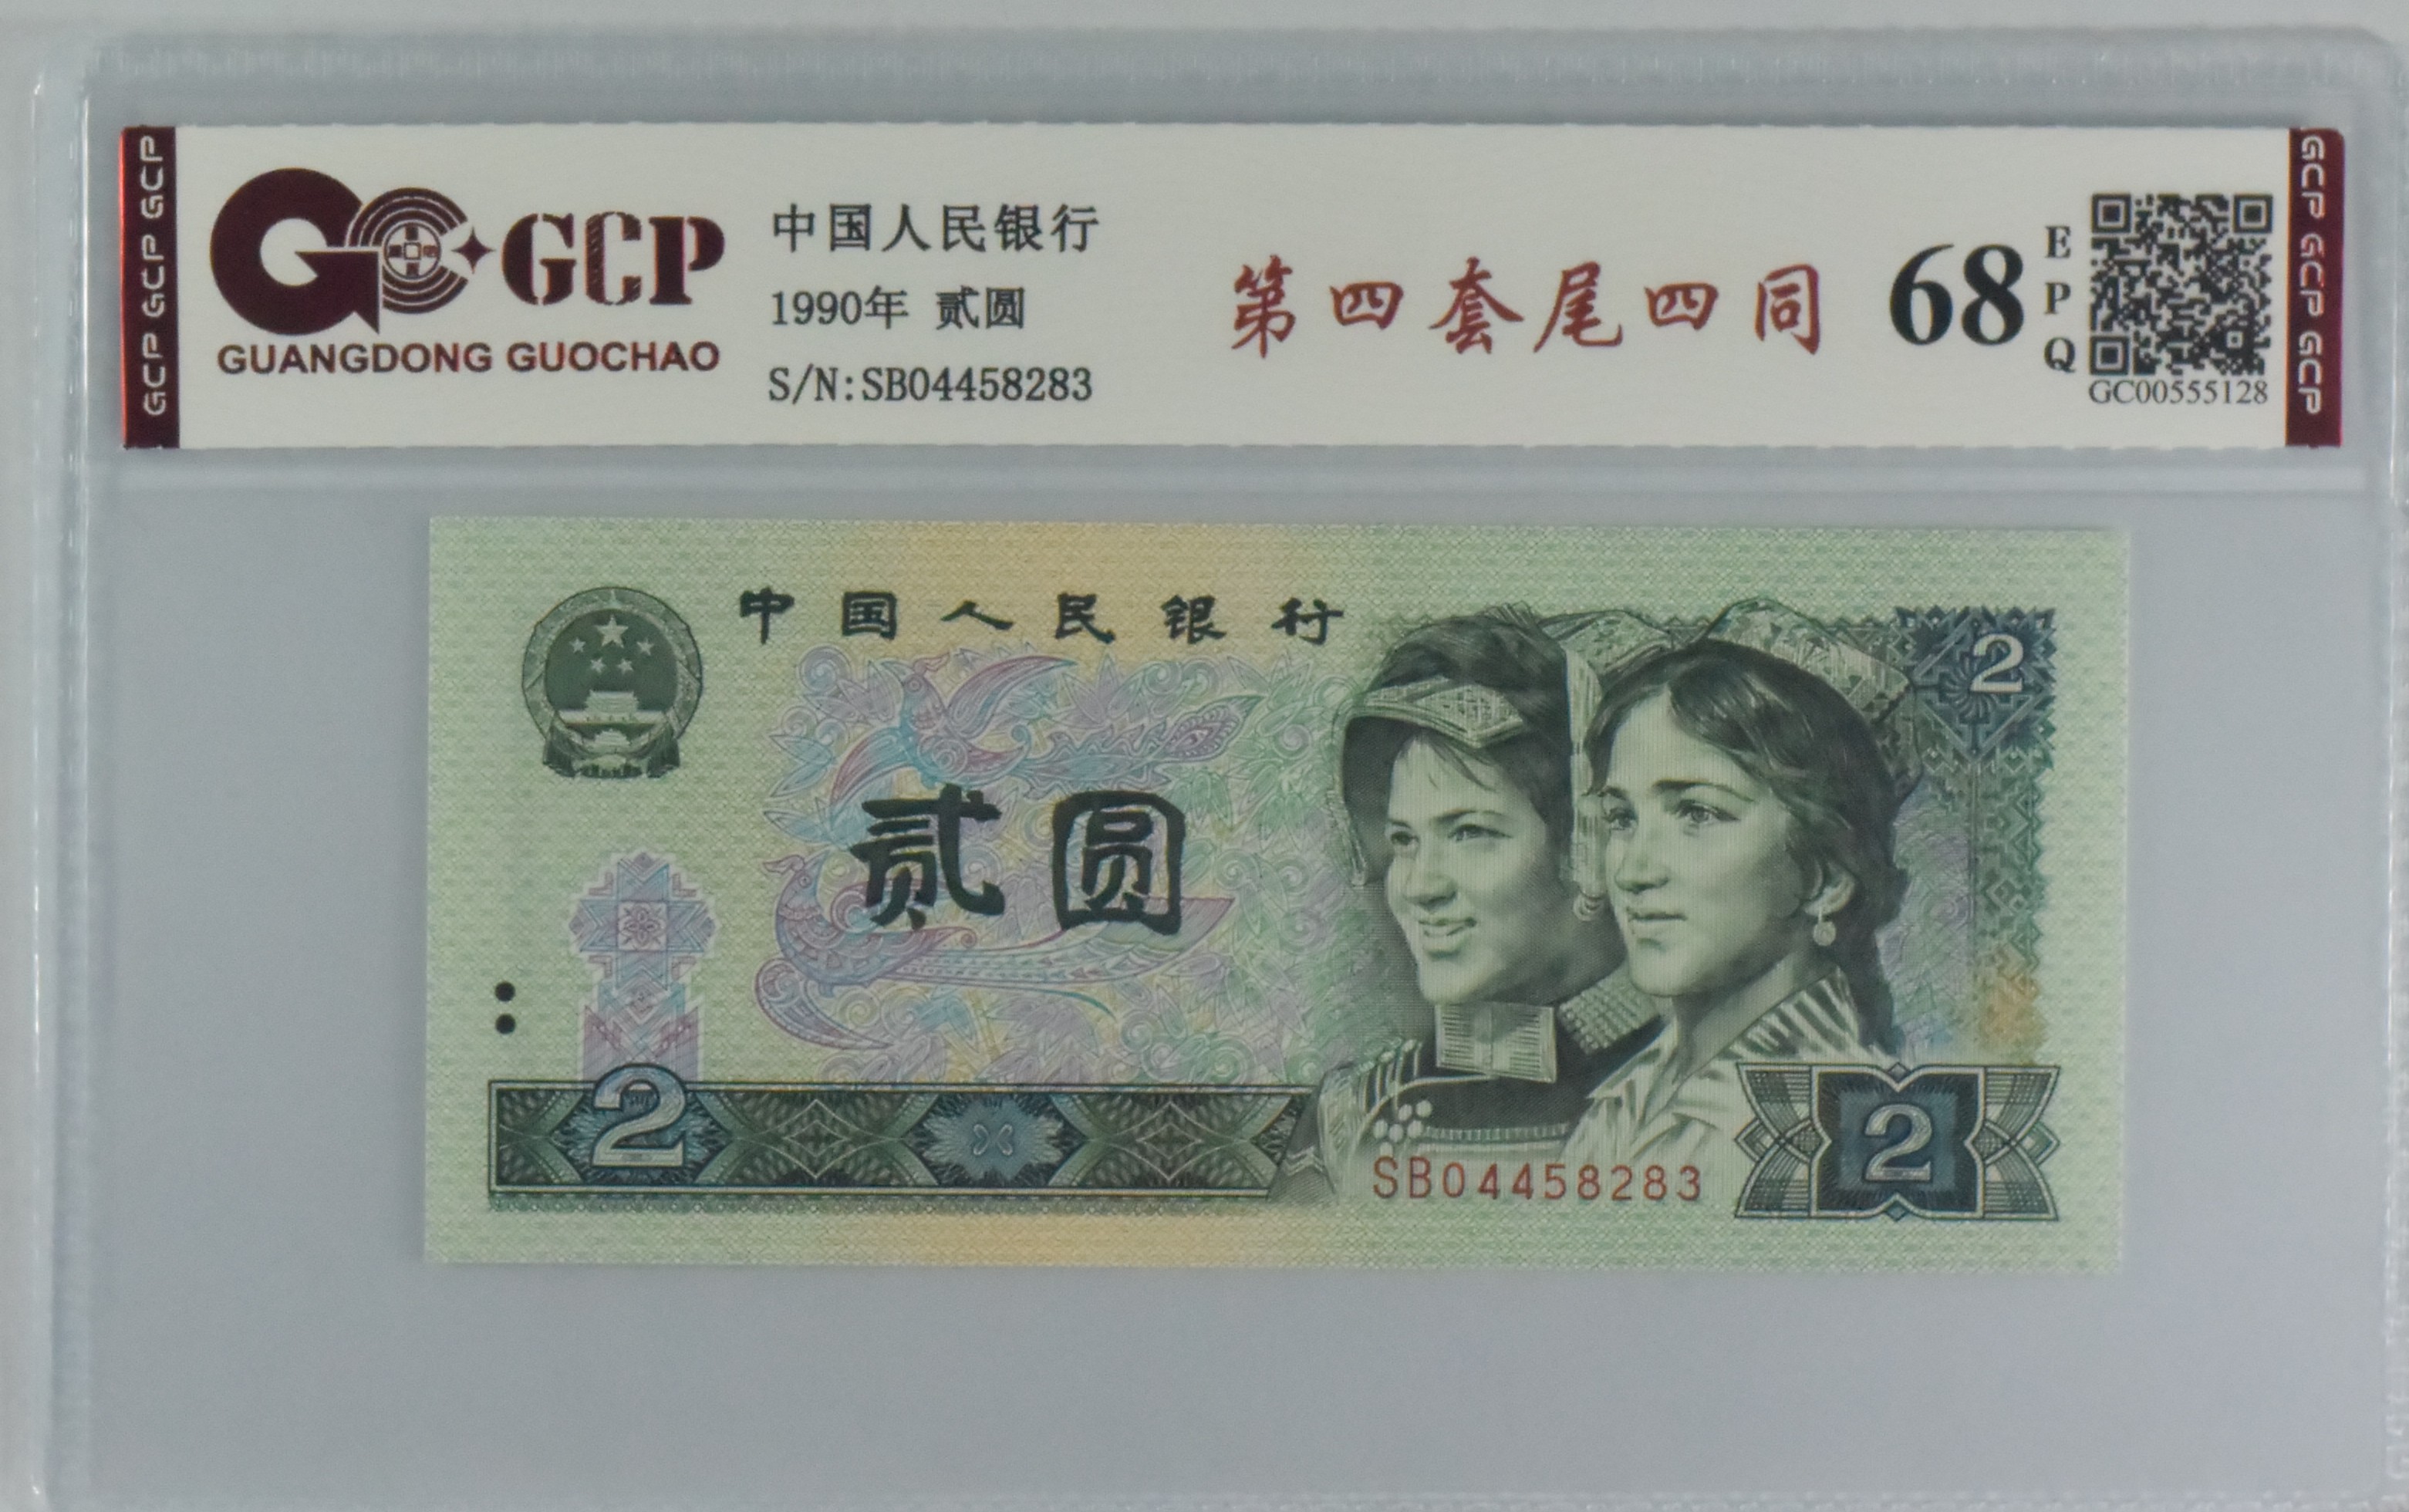 GCP GCP GCP
GCP
GUANGDONG GUOCHAO
中国人民银行
1990年 贰圆
S/N:SB04458283
第四套尾四同
68
EPQ
GC00555128
GCP GCP GCP
中国人民银行
2
贰圆
2
SB04458283
2